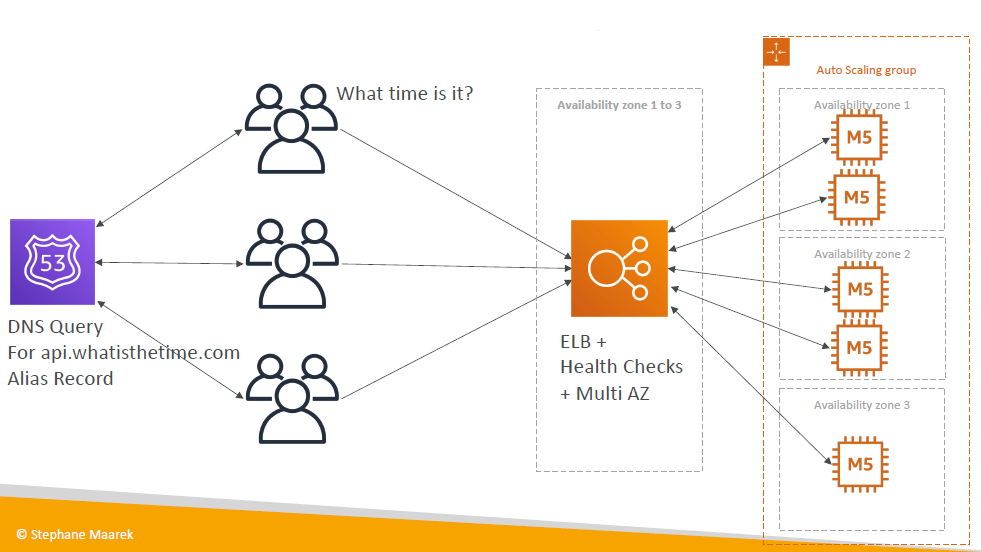 What time is it?
53
DNS Query
For api.whatisthetime.com
Alias Record
Availability zone 1 to 3
ELB +
Health Checks
+ Multi AZ
Auto Scaling group
Availability zone 1
M5
M5
Availability zone 2
M5
M5
Availability zone 3
M5
© Stephane Maarek